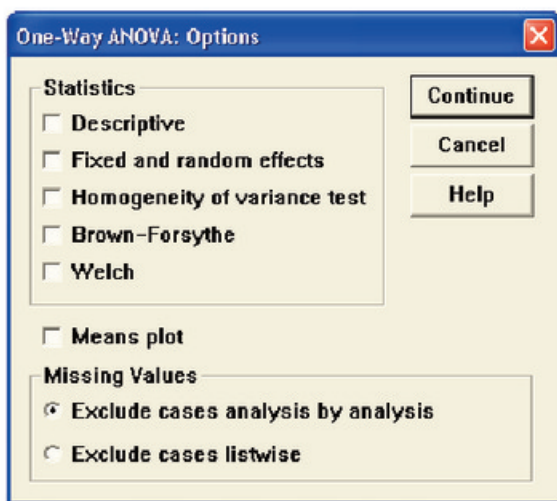 One-Way ANOVA: Options
Statistics
Descriptive
Fixed and random effects
Homogeneity of variance test
Brown-Forsythe
Welch
Means plot
Missing Values
Exclude cases analysis by analysis
Exclude cases listwise
Continue
Cancel
Help